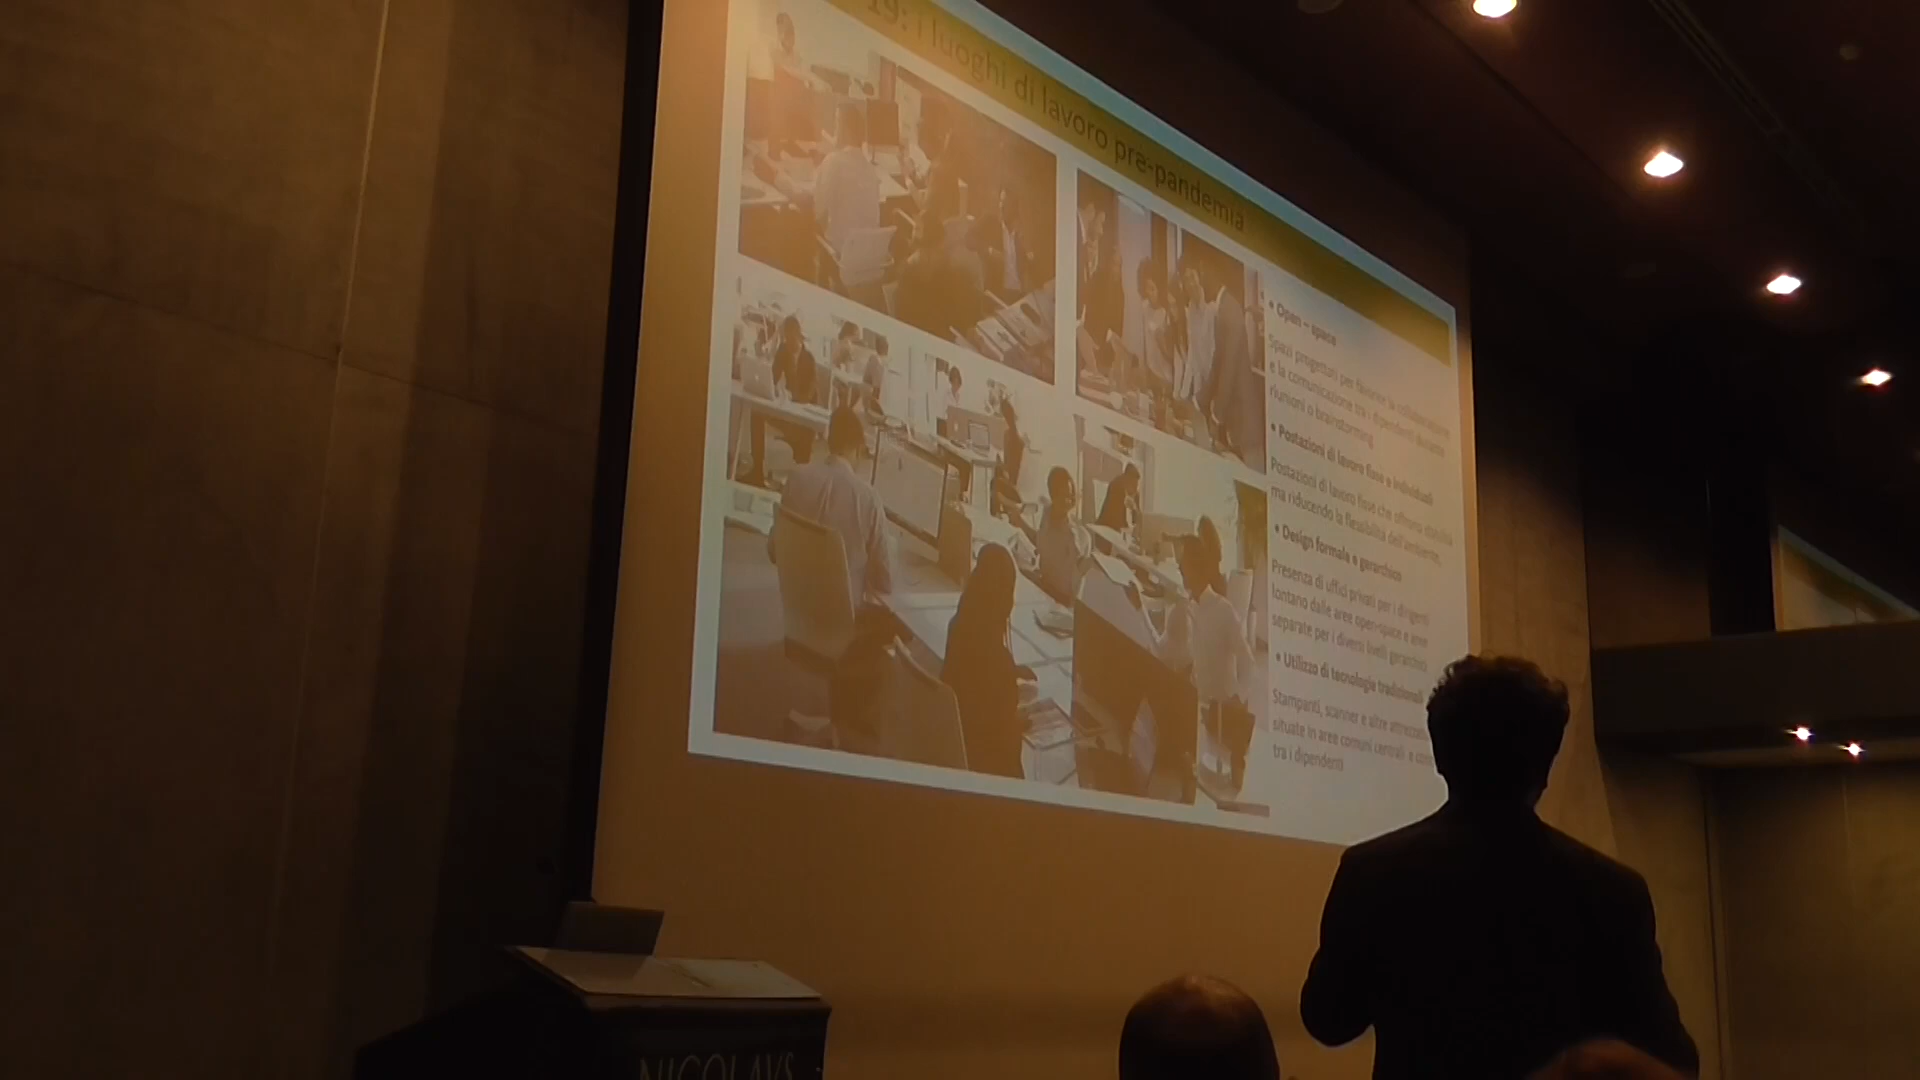 19: i luoghi di lavoro pre-pandemia
• Open – space
Spazi progettati per favorire la collaborazione
e la comunicazione tra i dipendenti durante
riunioni o brainstorming
• Postazioni di lavoro fisse e individuali
Postazioni di lavoro fisse che offrono stabilità
ma riducendo la flessibilità dell'ambiente.
• Design formale e gerarchico
Presenza di uffici privati per i dirigenti
lontano dalle aree open-space e aree
separate per i diversi livelli gerarchici
• Utilizzo di tecnologie tradizionali
Stampanti, scanner e altre
situate in aree comuni centrali e
tra i dipendenti
NICOLAVS